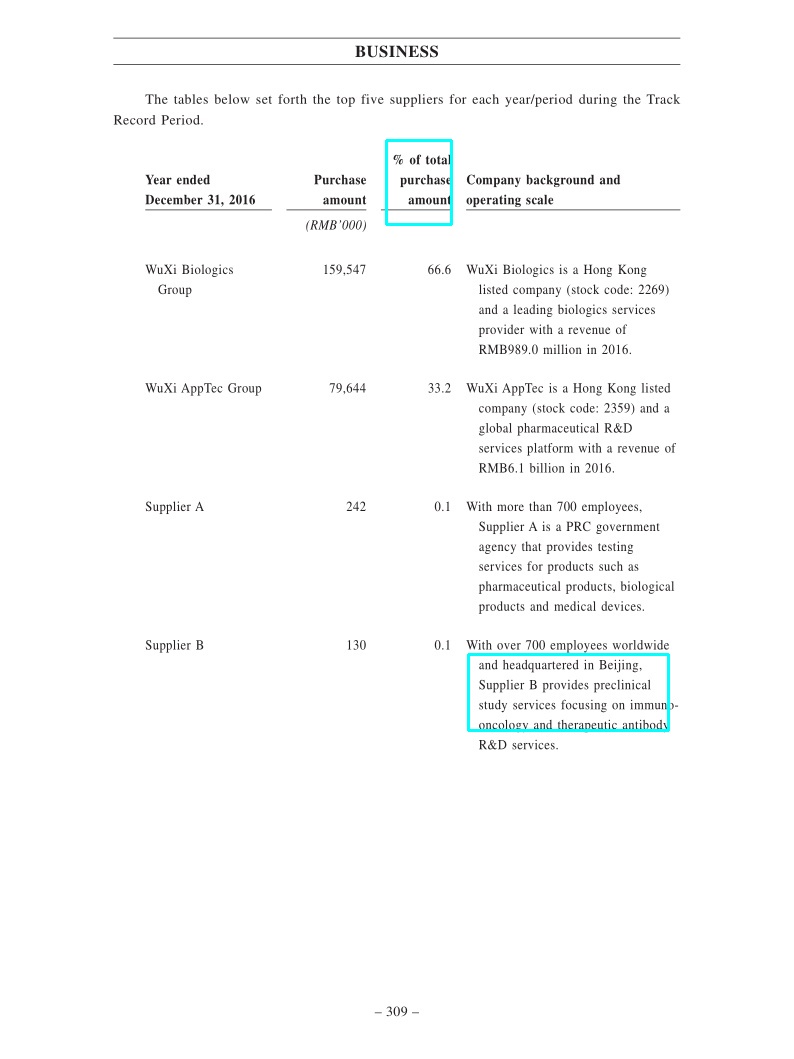 BUSINESS
The tables below set forth the top five suppliers for each year/period during the Track
Record Period.
% of total
Year ended Purchase purchase Company background and
December 31, 2016 amount amount operating scale
(RMB’000)
WuXi Biologics 159,547 66.6 WuXi Biologics is a Hong Kong
Group listed company (stock code: 2269)
and a leading biologics services
provider with a revenue of
RMB989.0 million in 2016.
WuXi AppTec Group 79,644 33.2 WuXi AppTec is a Hong Kong listed
company (stock code: 2359) and a
global pharmaceutical R&D
services platform with a revenue of
RMB6.1 billion in 2016.
Supplier A 242 0.1 With more than 700 employees,
Supplier A is a PRC government
agency that provides testing
services for products such as
pharmaceutical products, biological
products and medical devices.
Supplier B 130 0.1 With over 700 employees worldwide
and headquartered in Beijing,
Supplier B provides preclinical
study services focusing on immuno-
oncology and therapeutic antibody
R&D services.
– 309 –